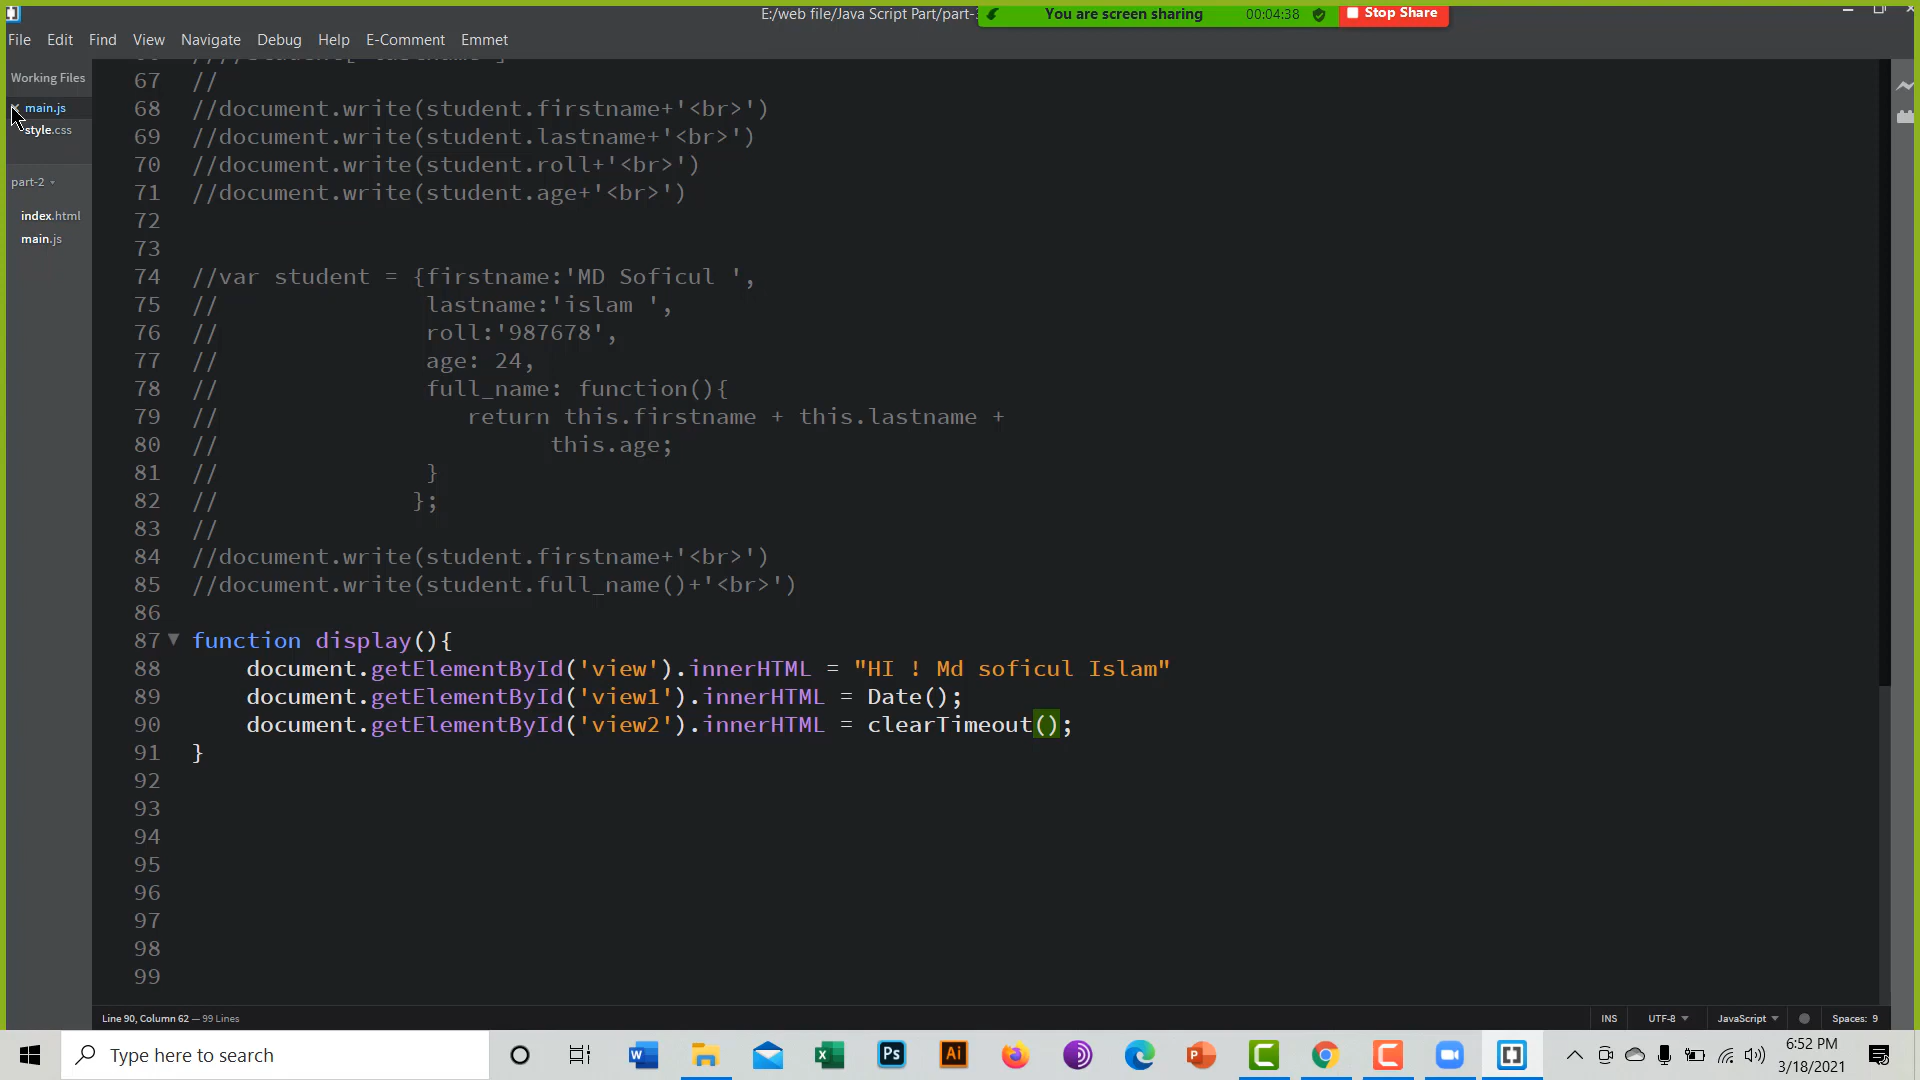 E:/web file/Java Script Part/part-
You are screen sharing 00:04:38 Stop Share
File Edit Find View Navigate Debug Help E-Comment Emmet
Working Files
main.js
style.css
part-2
index.html
main.js
67 //
68 //document.write(student.firstname+'<br>')
69 //document.write(student.lastname+'<br>')
70 //document.write(student.roll+'<br>')
71 //document.write(student.age+'<br>')
72
73
74 //var student = {firstname:'MD Soficul ',
75 // lastname:'islam ',
76 // roll:'987678',
77 // age: 24,
78 // full_name: function(){
79 // return this.firstname + this.lastname +
80 // this.age;
81 // }
82 // };
83 //
84 //document.write(student.firstname+'<br>')
85 //document.write(student.full_name()+'<br>')
86
87 function display(){
88 document.getElementById('view').innerHTML = "HI ! Md soficul Islam"
89 document.getElementById('view1').innerHTML = Date();
90 document.getElementById('view2').innerHTML = clearTimeout();
91 }
92
93
94
95
96
97
98
99
Line 90, Column 62 — 99 Lines
INS UTF-8 JavaScript Spaces: 9
Type here to search
6:52 PM
3/18/2021